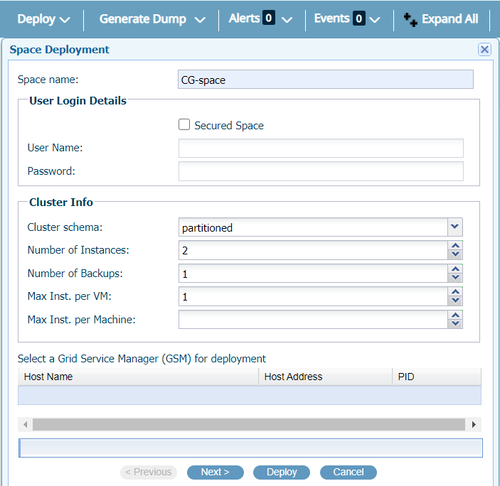 Deploy Generate Dump Alerts 0 Events 0 Expand All
Space Deployment
Space name: CG-space
User Login Details
Secured Space
User Name:
Password:
Cluster Info
Cluster schema: partitioned
Number of Instances: 2
Number of Backups: 1
Max Inst. per VM: 1
Max Inst. per Machine:
Select a Grid Service Manager (GSM) for deployment
Host Name Host Address PID
< Previous Next > Deploy Cancel